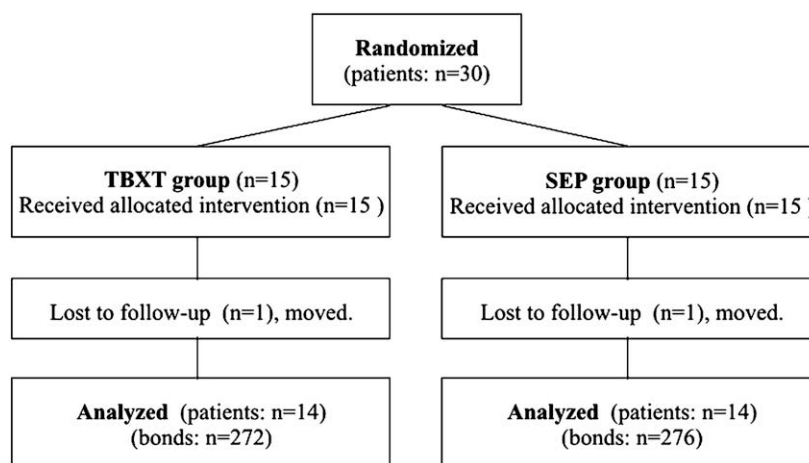 Randomized
(patients: n=30)
TBXT group (n=15)
Received allocated intervention (n=15 )
SEP group (n=15)
Received allocated intervention (n=15 )
Lost to follow-up (n=1), moved.
Lost to follow-up (n=1), moved.
Analyzed (patients: n=14)
(bonds: n=272)
Analyzed (patients: n=14)
(bonds: n=276)